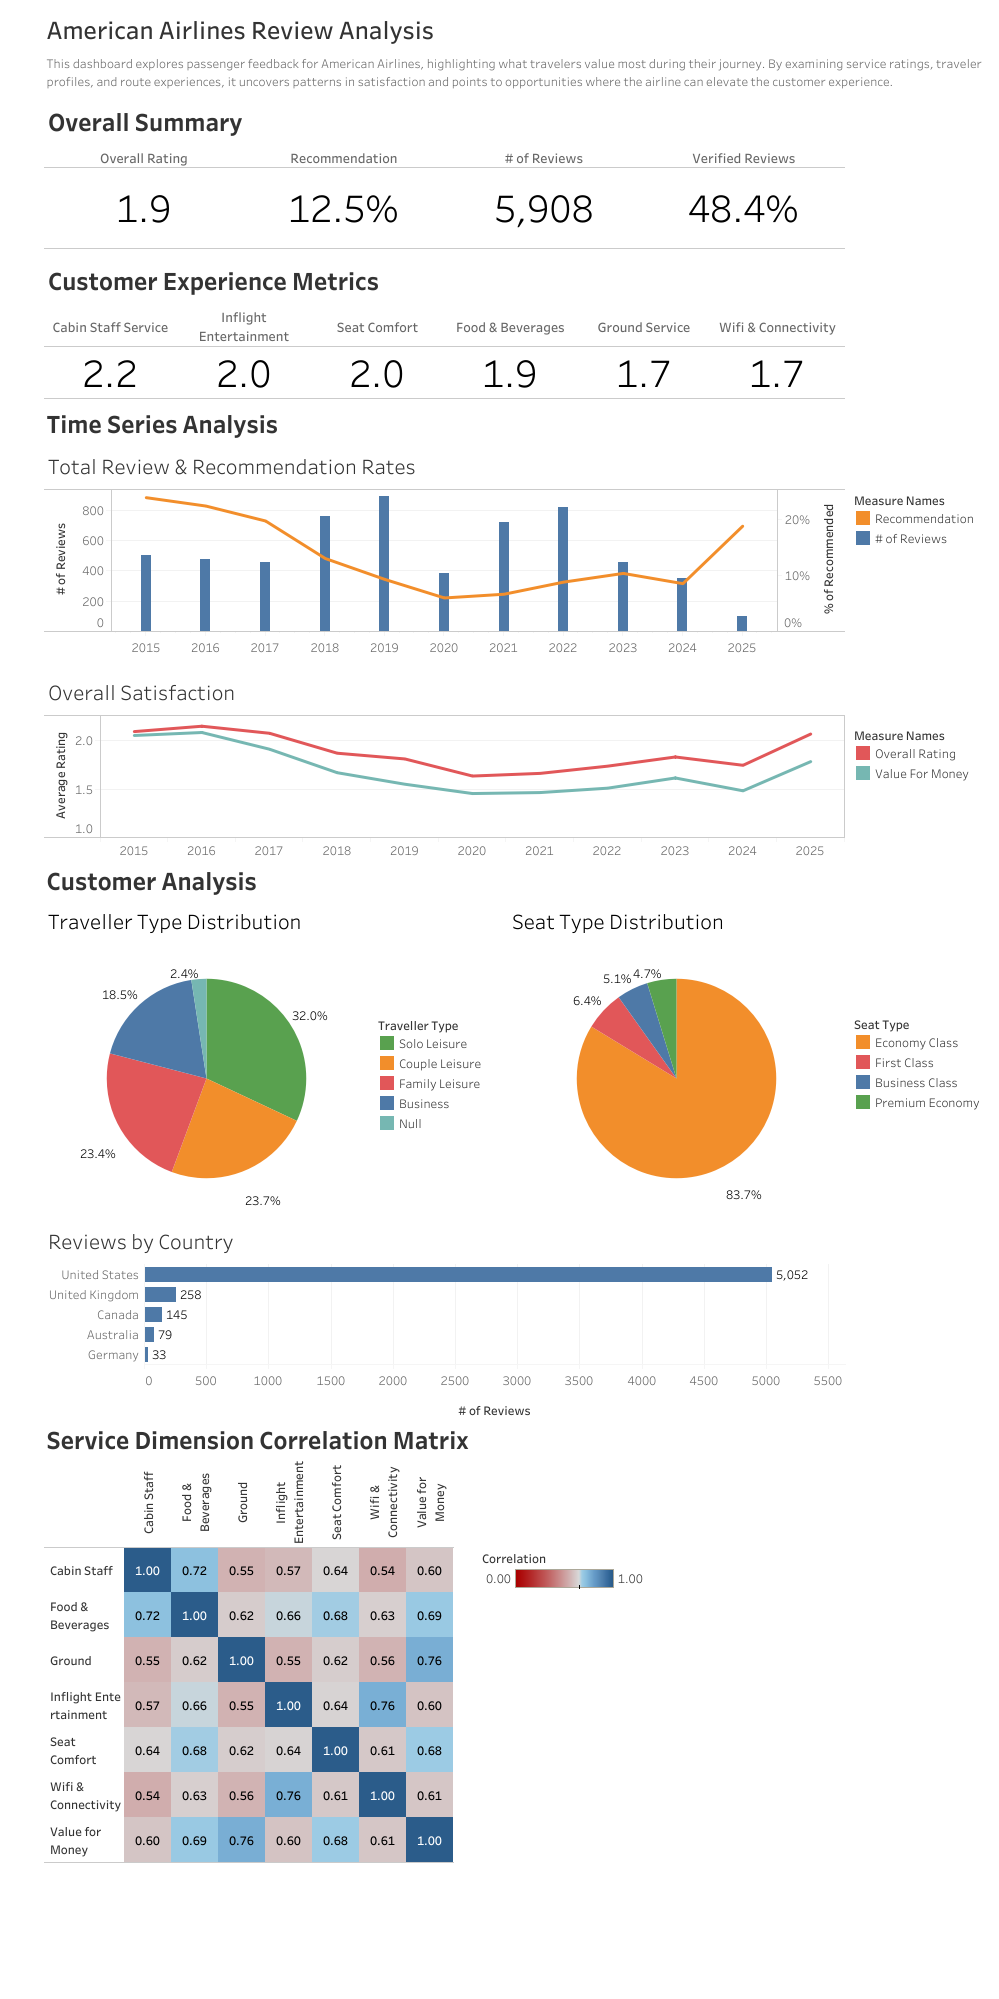 American Airlines Review Analysis
This dashboard explores passenger feedback for American Airlines, highlighting what travelers value most during their journey. By examining service ratings, traveler
profiles, and route experiences, it uncovers patterns in satisfaction and points to opportunities where the airline can elevate the customer experience.
Overall Summary
Overall Rating Recommendation # of Reviews Verified Reviews
1.9 12.5% 5,908 48.4%
Customer Experience Metrics
Cabin Staff Service Inflight Entertainment Seat Comfort Food & Beverages Ground Service Wifi & Connectivity
2.2 2.0 2.0 1.9 1.7 1.7
Time Series Analysis
Total Review & Recommendation Rates
# of Reviews
800
600
400
200
0
20%
10%
0%
% of Recommended
Measure Names
Recommendation
# of Reviews
2015 2016 2017 2018 2019 2020 2021 2022 2023 2024 2025
Overall Satisfaction
Average Rating
2.0
1.5
1.0
Measure Names
Overall Rating
Value For Money
2015 2016 2017 2018 2019 2020 2021 2022 2023 2024 2025
Customer Analysis
Traveller Type Distribution
2.4%
18.5%
32.0%
23.4%
23.7%
Traveller Type
Solo Leisure
Couple Leisure
Family Leisure
Business
Null
Seat Type Distribution
5.1% 4.7%
6.4%
83.7%
Seat Type
Economy Class
First Class
Business Class
Premium Economy
Reviews by Country
United States 5,052
United Kingdom 258
Canada 145
Australia 79
Germany 33
0 500 1000 1500 2000 2500 3000 3500 4000 4500 5000 5500
# of Reviews
Service Dimension Correlation Matrix
Cabin Staff
Food &
Beverages
Ground
Inflight
Entertainment
Seat Comfort
Wifi &
Connectivity
Value for
Money
Cabin Staff 1.00 0.72 0.55 0.57 0.64 0.54 0.60
Food &
Beverages 0.72 1.00 0.62 0.66 0.68 0.63 0.69
Ground 0.55 0.62 1.00 0.55 0.62 0.56 0.76
Inflight Ente
rtainment 0.57 0.66 0.55 1.00 0.64 0.76 0.60
Seat
Comfort 0.64 0.68 0.62 0.64 1.00 0.61 0.68
Wifi &
Connectivity 0.54 0.63 0.56 0.76 0.61 1.00 0.61
Value for
Money 0.60 0.69 0.76 0.60 0.68 0.61 1.00
Correlation
0.00 1.00